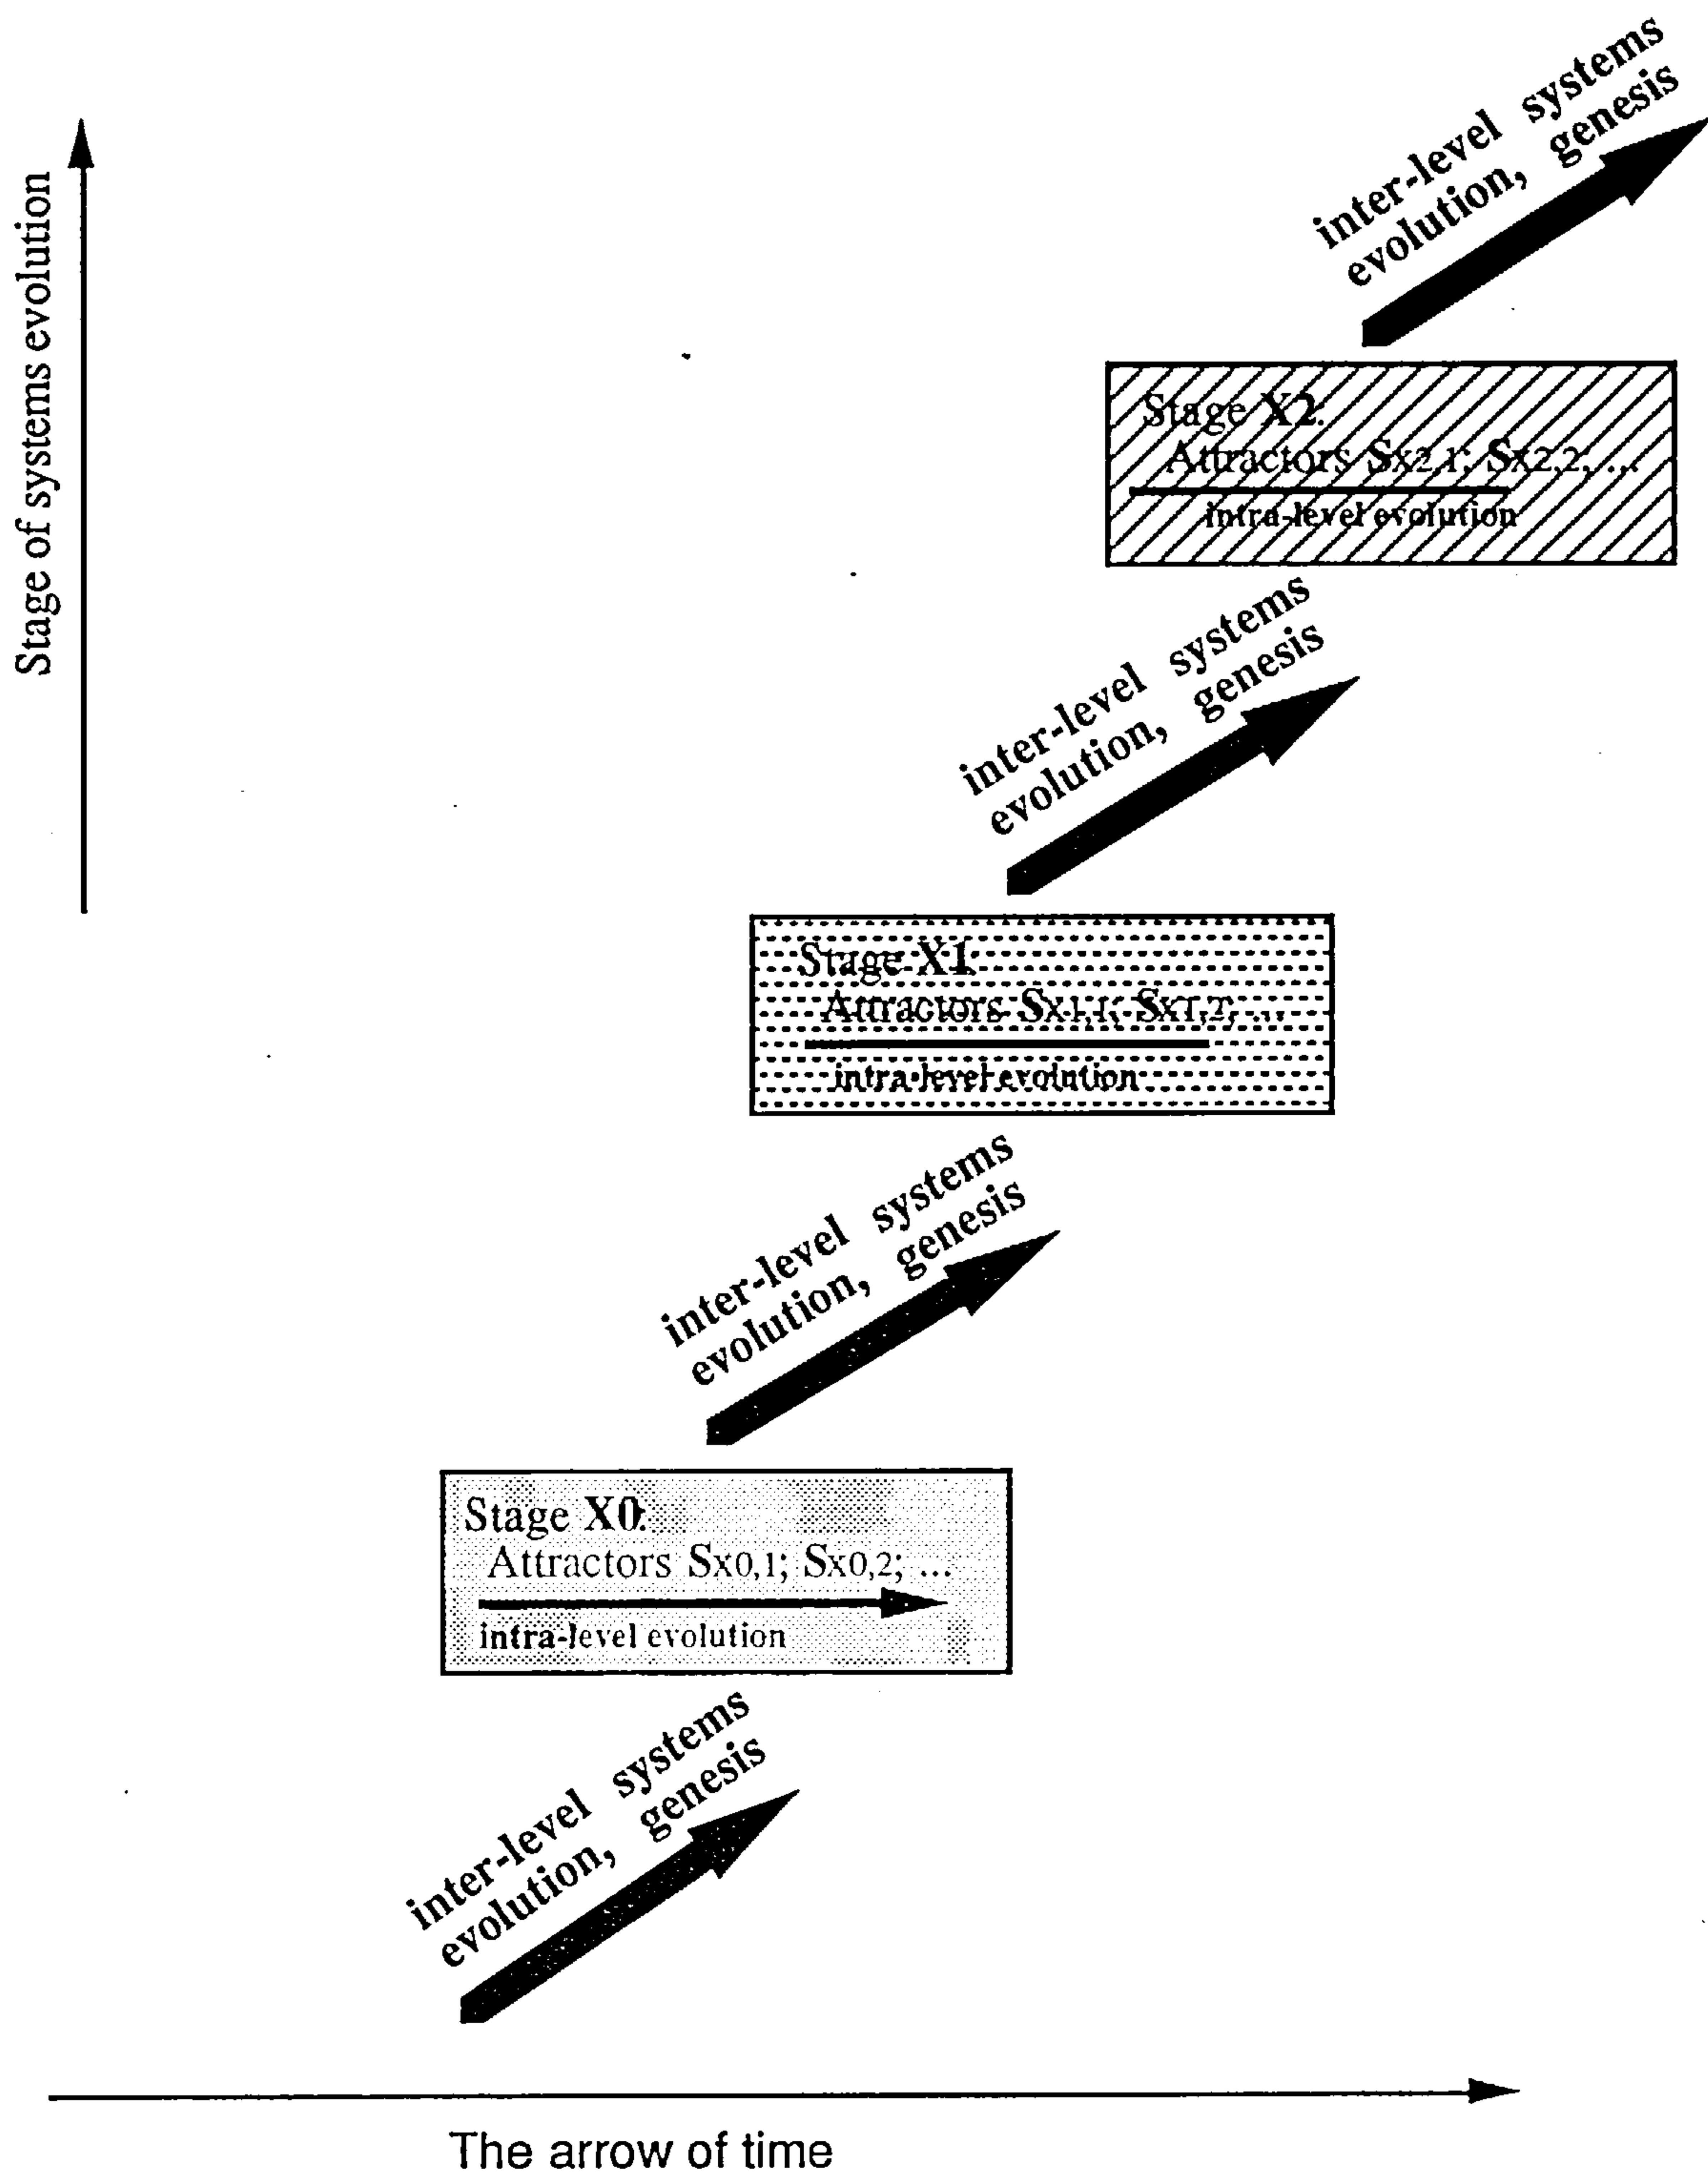 inter-level systems
evolution, genesis
Stage of systems evolution
Stage X2:
Attractors Sx2,1; Sx2,2; ...
intra-level evolution
inter-level systems
evolution, genesis
Stage X1:
Attractors Sx1,1; Sx1,2; ...
intra-level evolution
inter-level systems
evolution, genesis
Stage X0:
Attractors Sx0,1; Sx0,2; ...
intra-level evolution
inter-level systems
evolution, genesis
The arrow of time